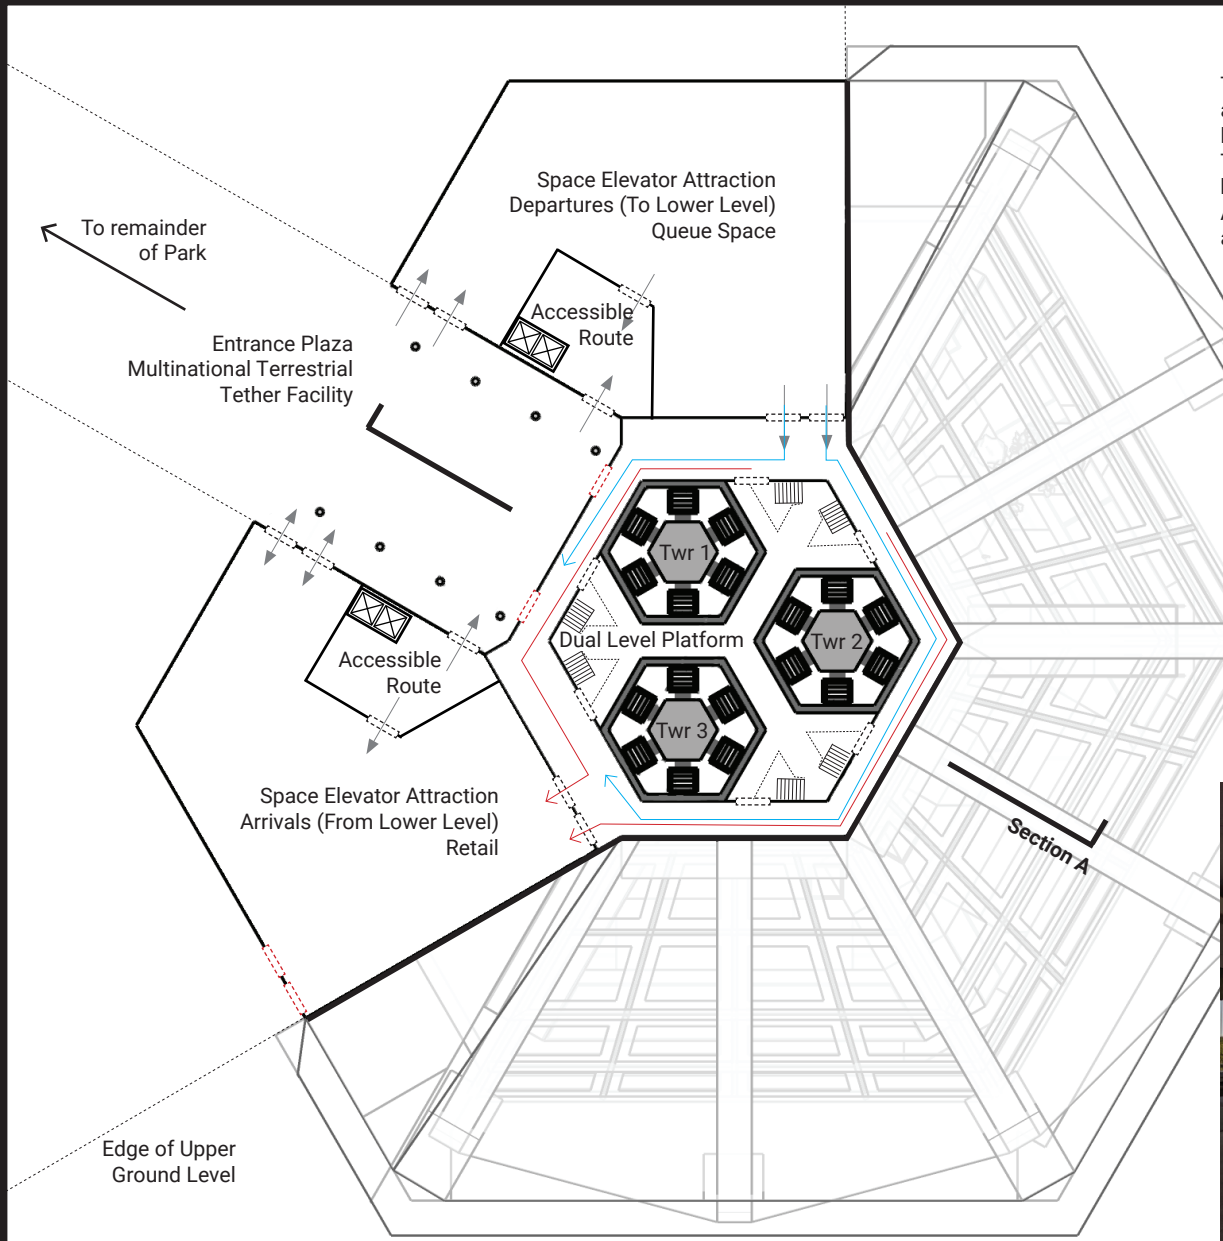 Space Elevator Attraction
Departures (To Lower Level)
Queue Space
To remainder
of Park
Accessible
Route
Entrance Plaza
Multinational Terrestrial
Tether Facility
Twr 1
Dual Level Platform
Twr 2
Accessible
Route
Twr 3
Space Elevator Attraction
Arrivals (From Lower Level)
Retail
Section A
Edge of Upper
Ground Level